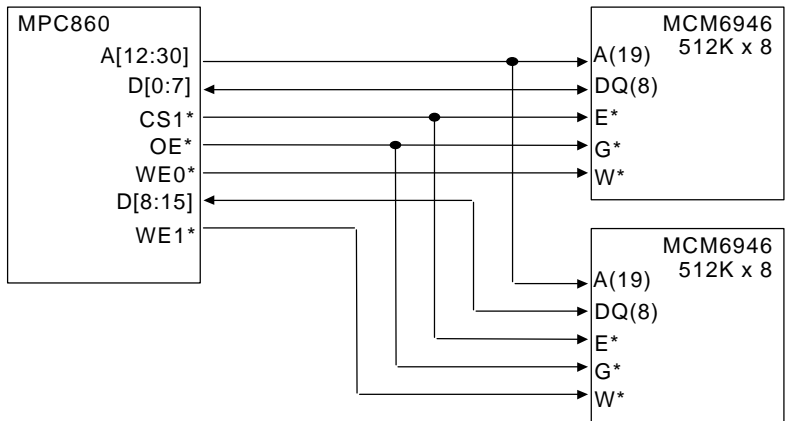 MPC860
A[12:30]
D[0:7]
CS1*
OE*
WE0*
D[8:15]
WE1*
MCM6946
512K x 8
A(19)
DQ(8)
E*
G*
W*
MCM6946
512K x 8
A(19)
DQ(8)
E*
G*
W*